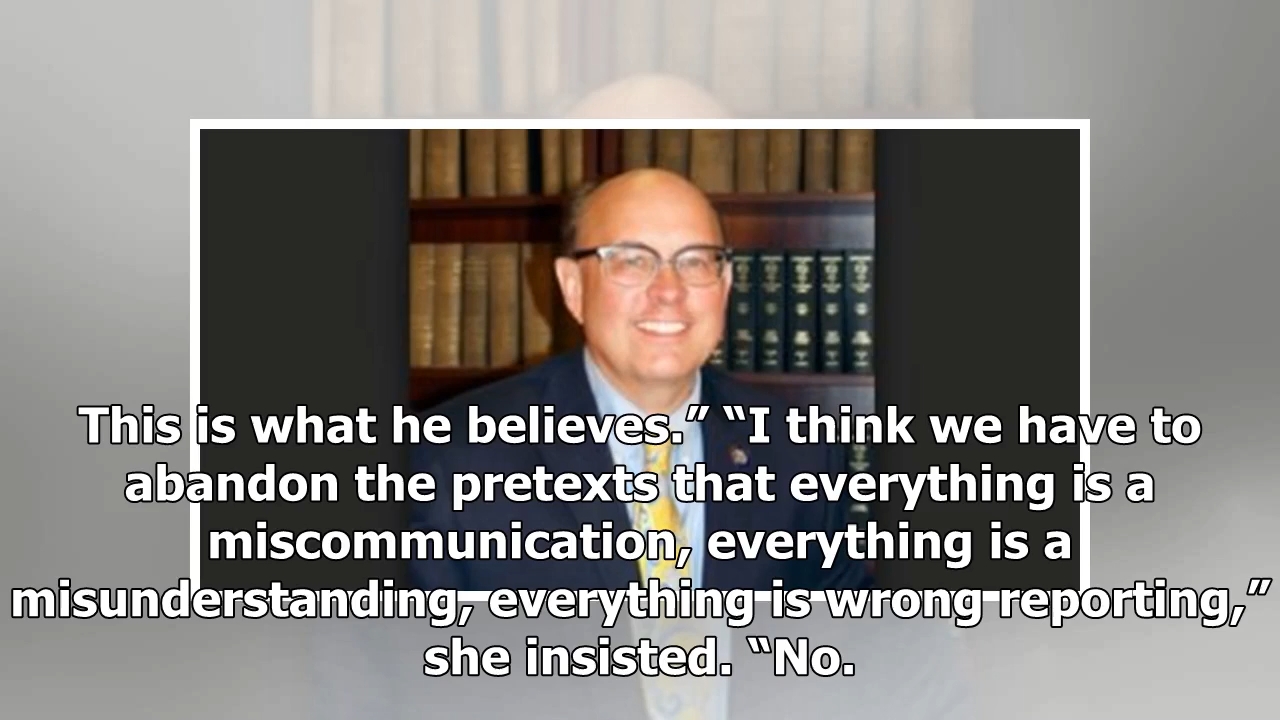 This is what he believes.” “I think we have to
abandon the pretexts that everything is a
miscommunication, everything is a
misunderstanding, everything is wrong reporting,”
she insisted. “No.